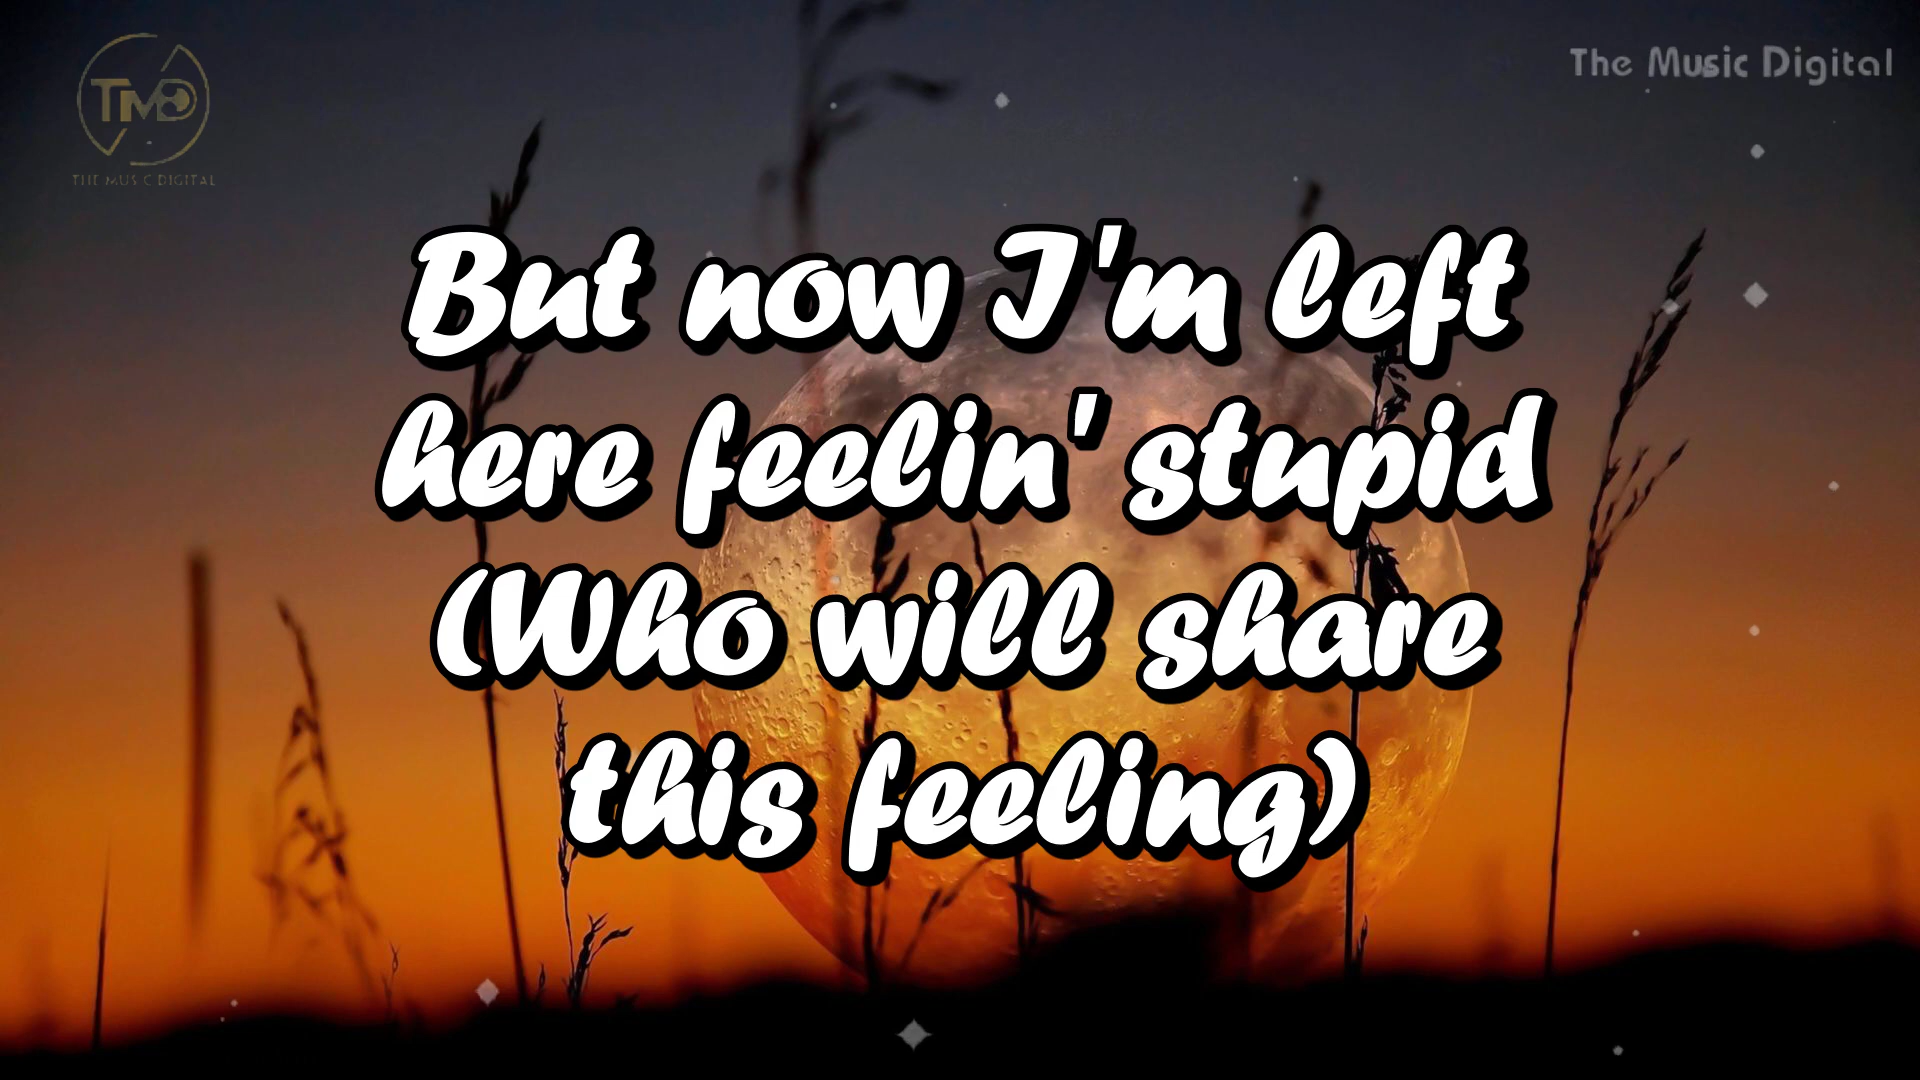 TMD
THE MUSIC DIGITAL
The Music Digital
But now I'm left
here feelin' stupid
(Who will share
this feeling)